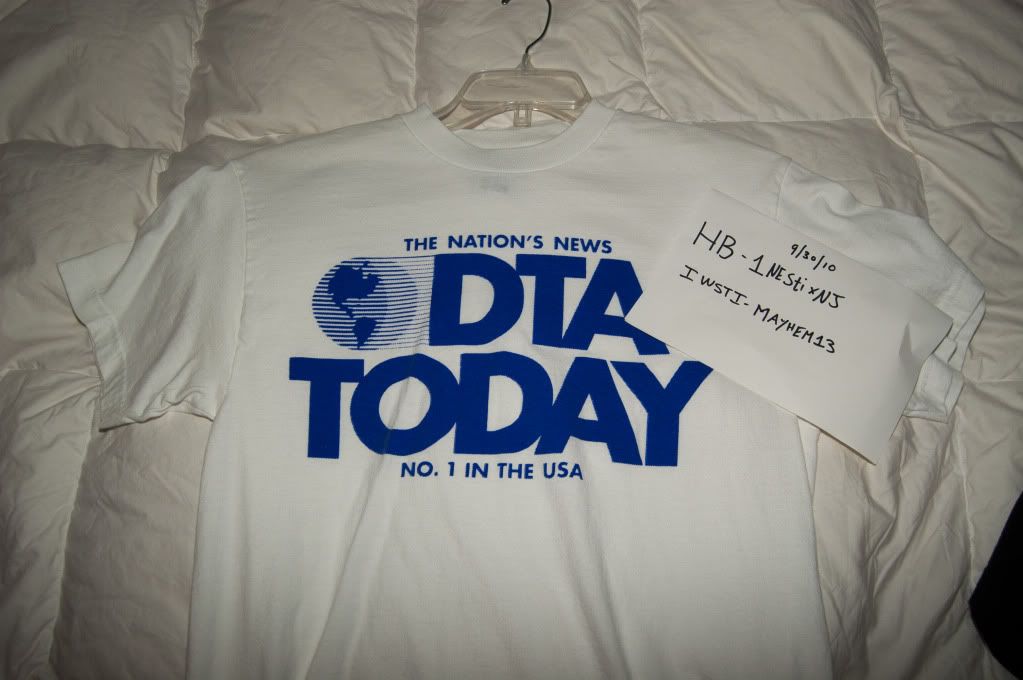 THE NATION'S NEWS
DTA
TODAY
NO. 1 IN THE USA
9/30/10
HB - 1NEStixNJ
IWSTI - MAYHEM13